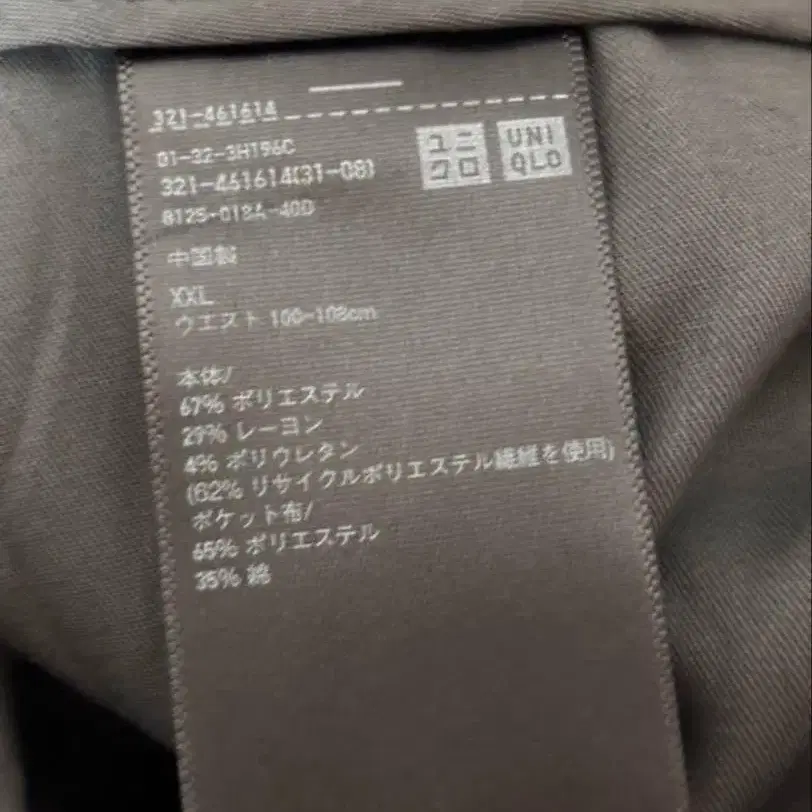 321-461614
ユニ
クロ
UNI
QLO
01-32-3H196C
321-461614(31-08)
8125-018A-40D
中国製
XXL
ウエスト 100-108cm
本体/
67% ポリエステル
29% レーヨン
4% ポリウレタン
(62% リサイクルポリエステル繊維を使用)
ポケット布/
65% ポリエステル
35% 綿